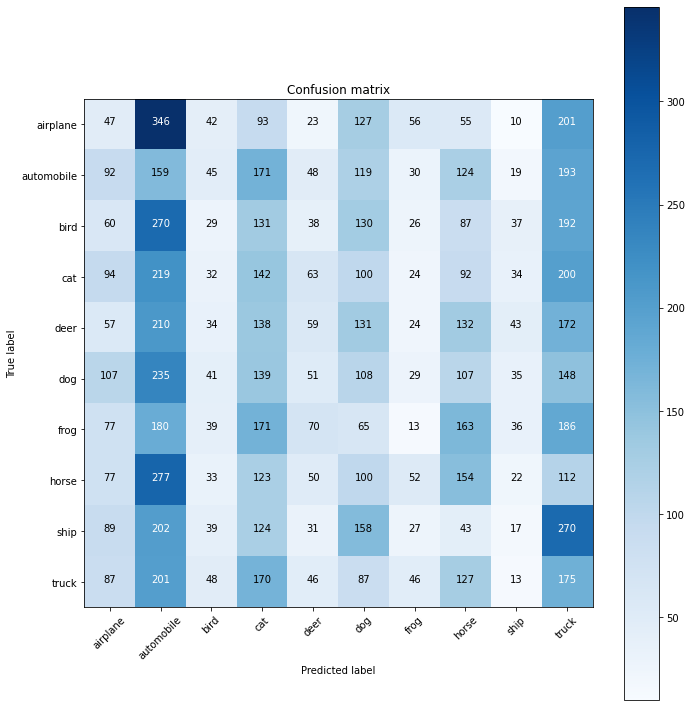 Confusion matrix
airplane 47 346 42 93 23 127 56 55 10 201
automobile 92 159 45 171 48 119 30 124 19 193
bird 60 270 29 131 38 130 26 87 37 192
cat 94 219 32 142 63 100 24 92 34 200
deer 57 210 34 138 59 131 24 132 43 172
dog 107 235 41 139 51 108 29 107 35 148
frog 77 180 39 171 70 65 13 163 36 186
horse 77 277 33 123 50 100 52 154 22 112
ship 89 202 39 124 31 158 27 43 17 270
truck 87 201 48 170 46 87 46 127 13 175
True label
airplane automobile bird cat deer dog frog horse ship truck
Predicted label
300
250
200
150
100
50